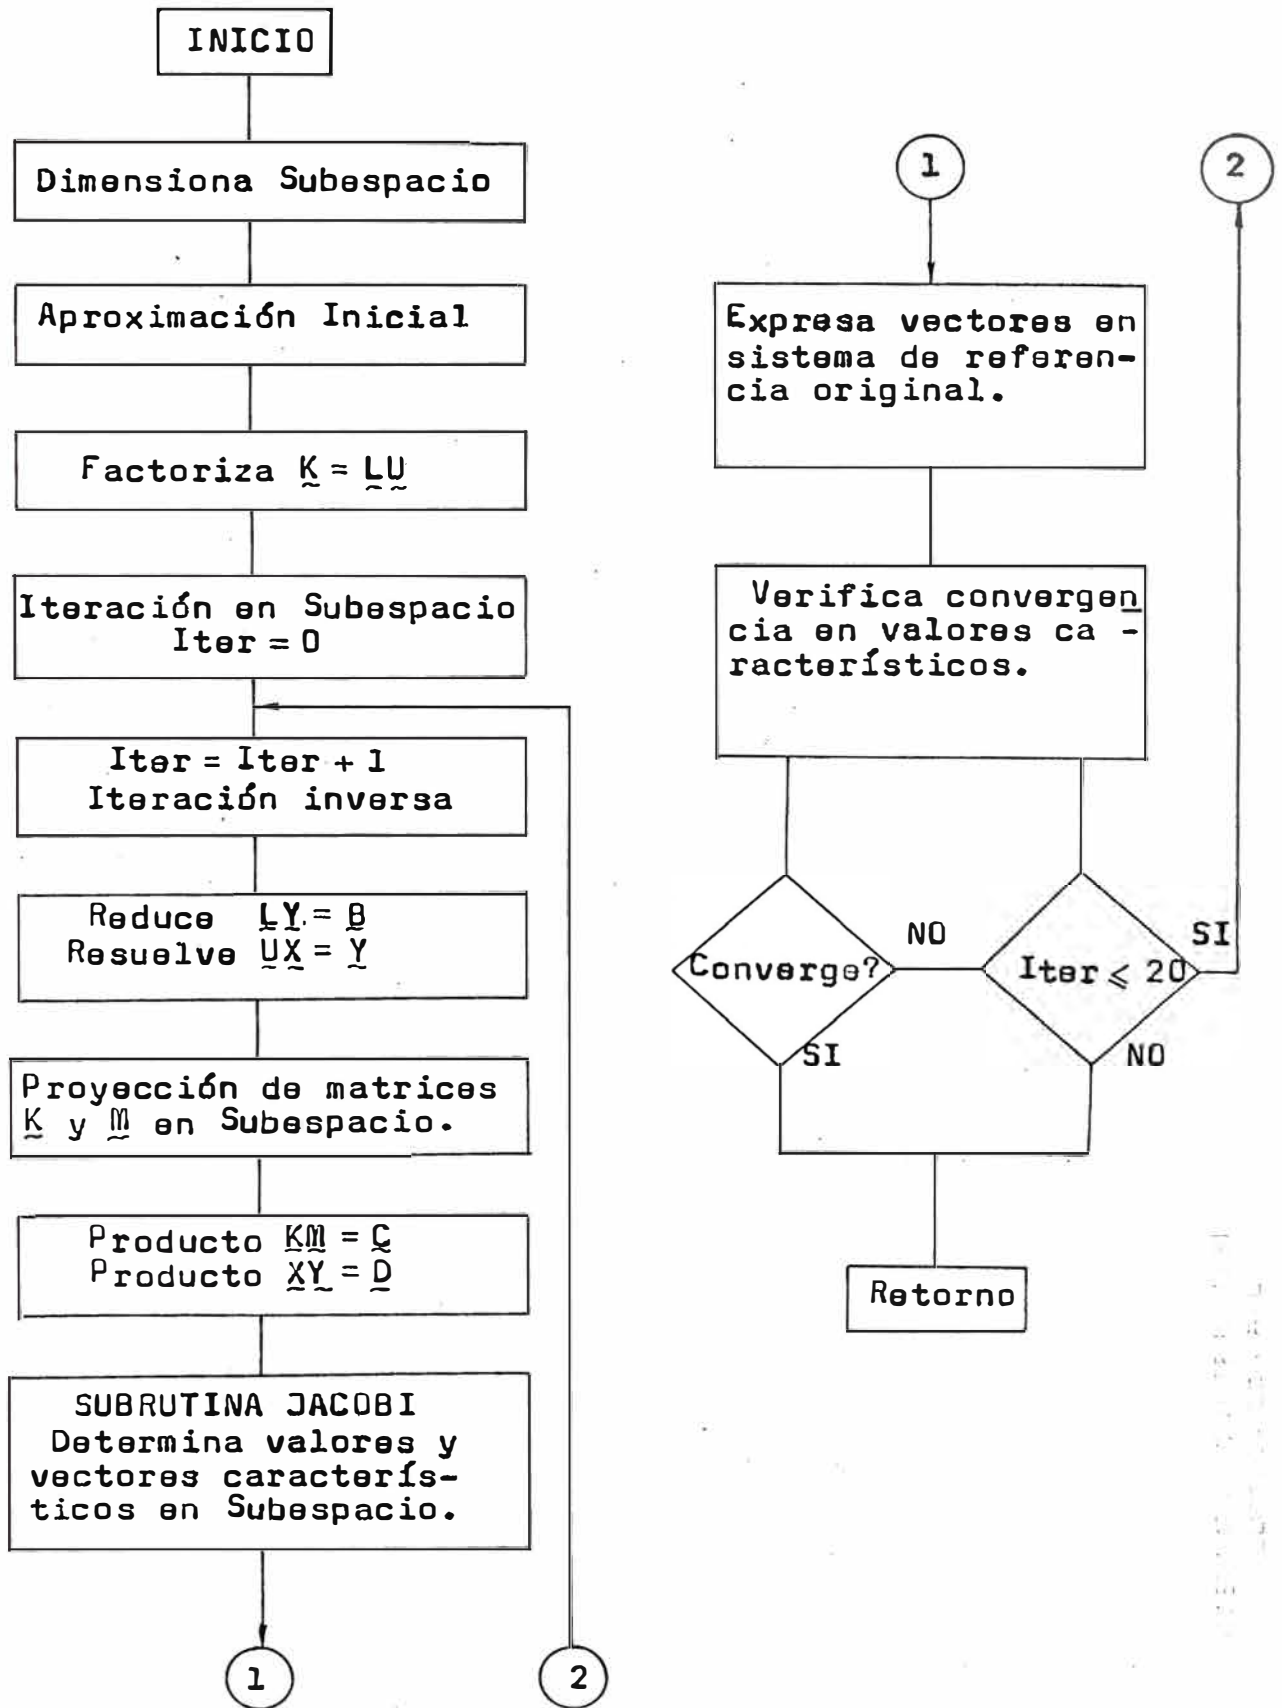 INICIO
Dimensiona Subespacio
Aproximación Inicial
Factoriza K = LU
Iteración en Subespacio
Iter = 0
Iter = Iter + 1
Iteración inversa
Reduce LY = B
Resuelve UX = Y
Proyección de matrices
K y M en Subespacio.
Producto KM = C
Producto XY = D
SUBRUTINA JACOBI
Determina valores y
vectores caracterís-
ticos en Subespacio.
1
2
1
2
Expresa vectores en
sistema de referen-
cia original.
Verifica convergen
cia en valores ca -
racterísticos.
Converge?
NO
Iter ⩽ 20
SI
SI
NO
Retorno